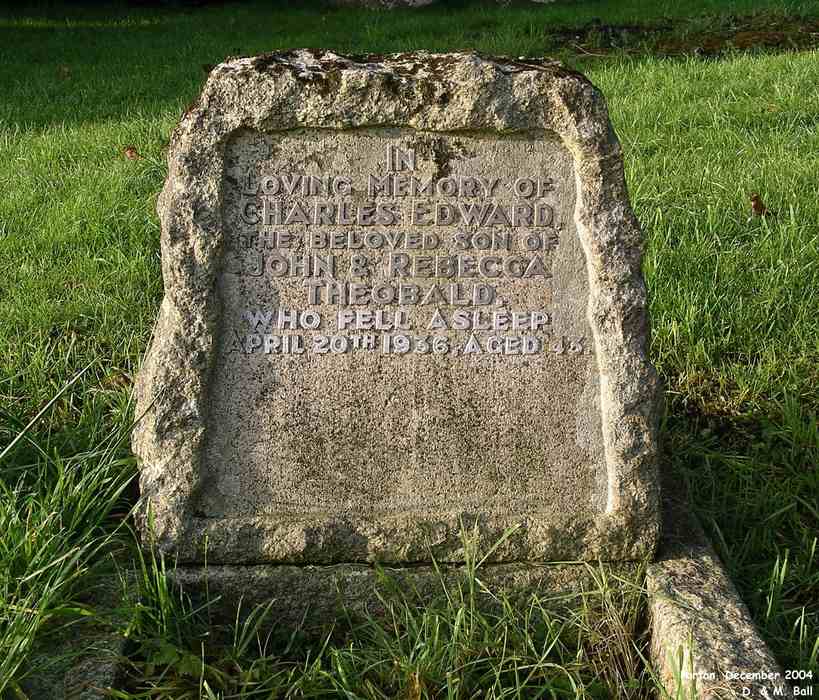 IN
LOVING MEMORY OF
CHARLES EDWARD,
THE BELOVED SON OF
JOHN & REBECCA
THEOBALD,
WHO FELL ASLEEP
APRIL 20TH 1936, AGED
Parton, December 2004
D. & M. Ball